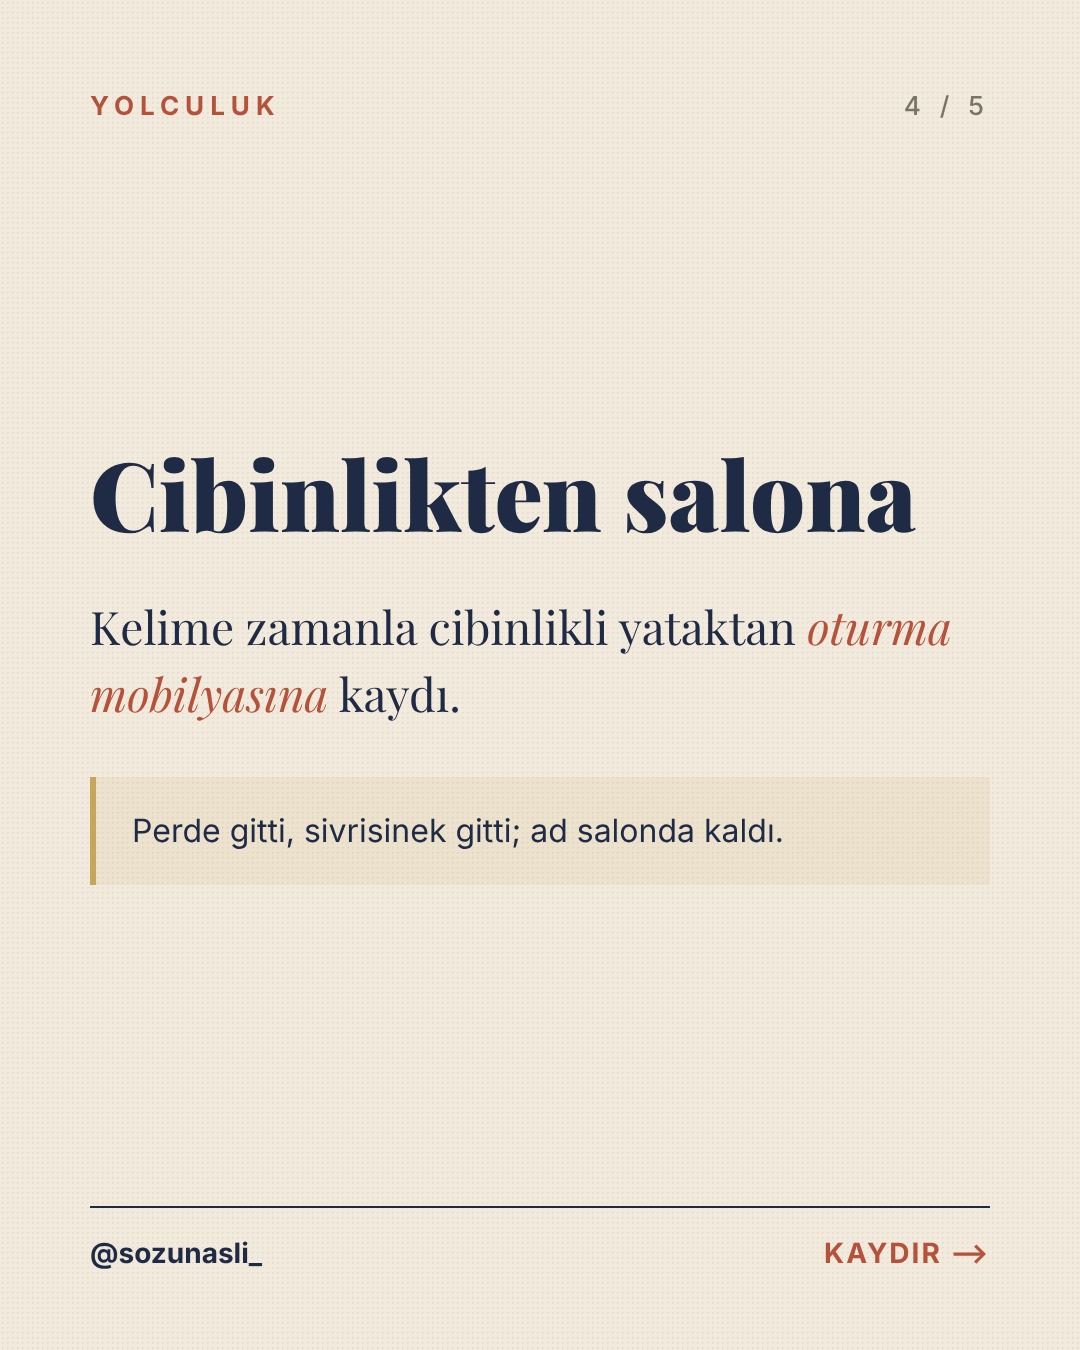 YOLCULUK
4 / 5
Cibinlikten salona
Kelime zamanla cibinlikli yataktan oturma
mobilyasına kaydı.
Perde gitti, sivrisinek gitti; ad salonda kaldı.
@sozunasli_
KAYDIR →